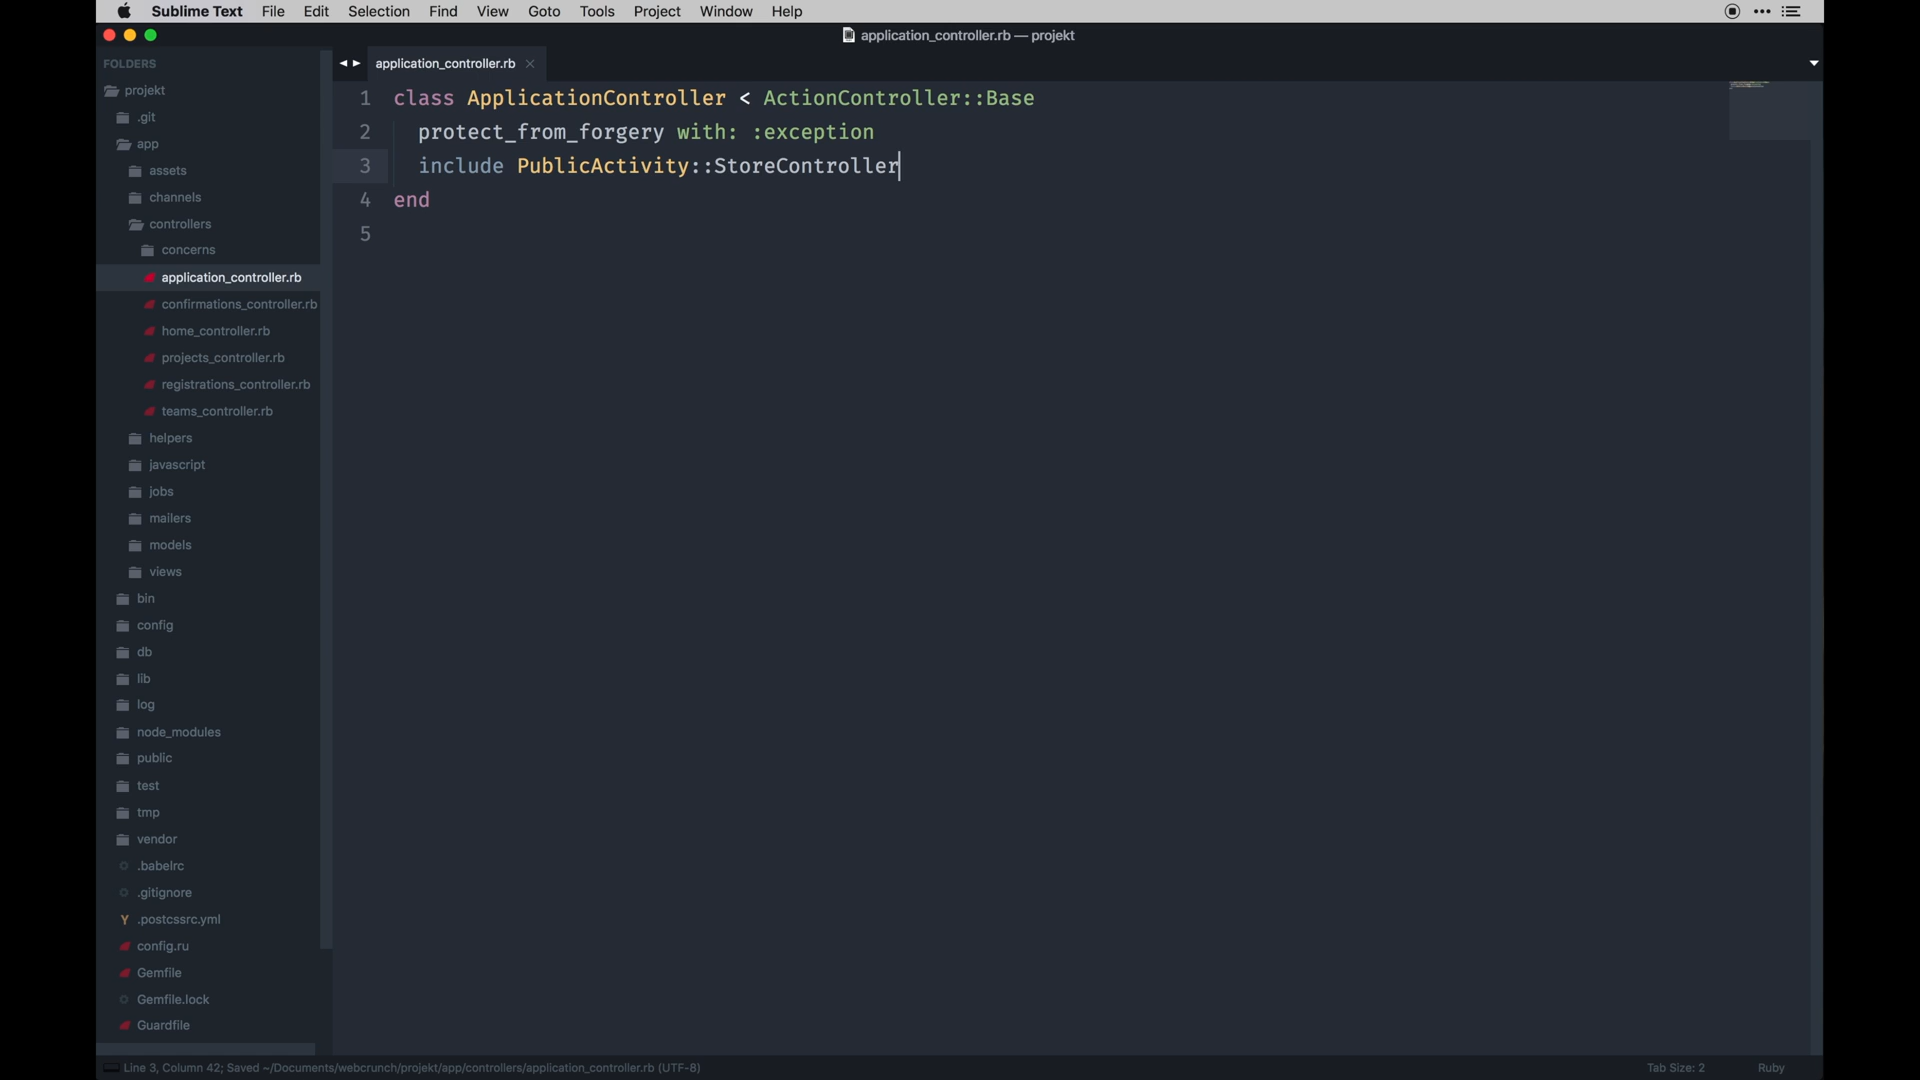 Sublime Text File Edit Selection Find View Goto Tools Project Window Help
application_controller.rb — projekt
FOLDERS
application_controller.rb
projekt
.git
app
assets
channels
controllers
concerns
application_controller.rb
confirmations_controller.rb
home_controller.rb
projects_controller.rb
registrations_controller.rb
teams_controller.rb
helpers
javascript
jobs
mailers
models
views
bin
config
db
lib
log
node_modules
public
test
tmp
vendor
.babelrc
.gitignore
Y .postcssrc.yml
config.ru
Gemfile
Gemfile.lock
Guardfile
1 class ApplicationController < ActionController::Base
2 protect_from_forgery with: :exception
3 include PublicActivity::StoreController
4 end
5
Line 3, Column 42; Saved ~/Documents/webcrunch/projekt/app/controllers/application_controller.rb (UTF-8)
Tab Size: 2
Ruby